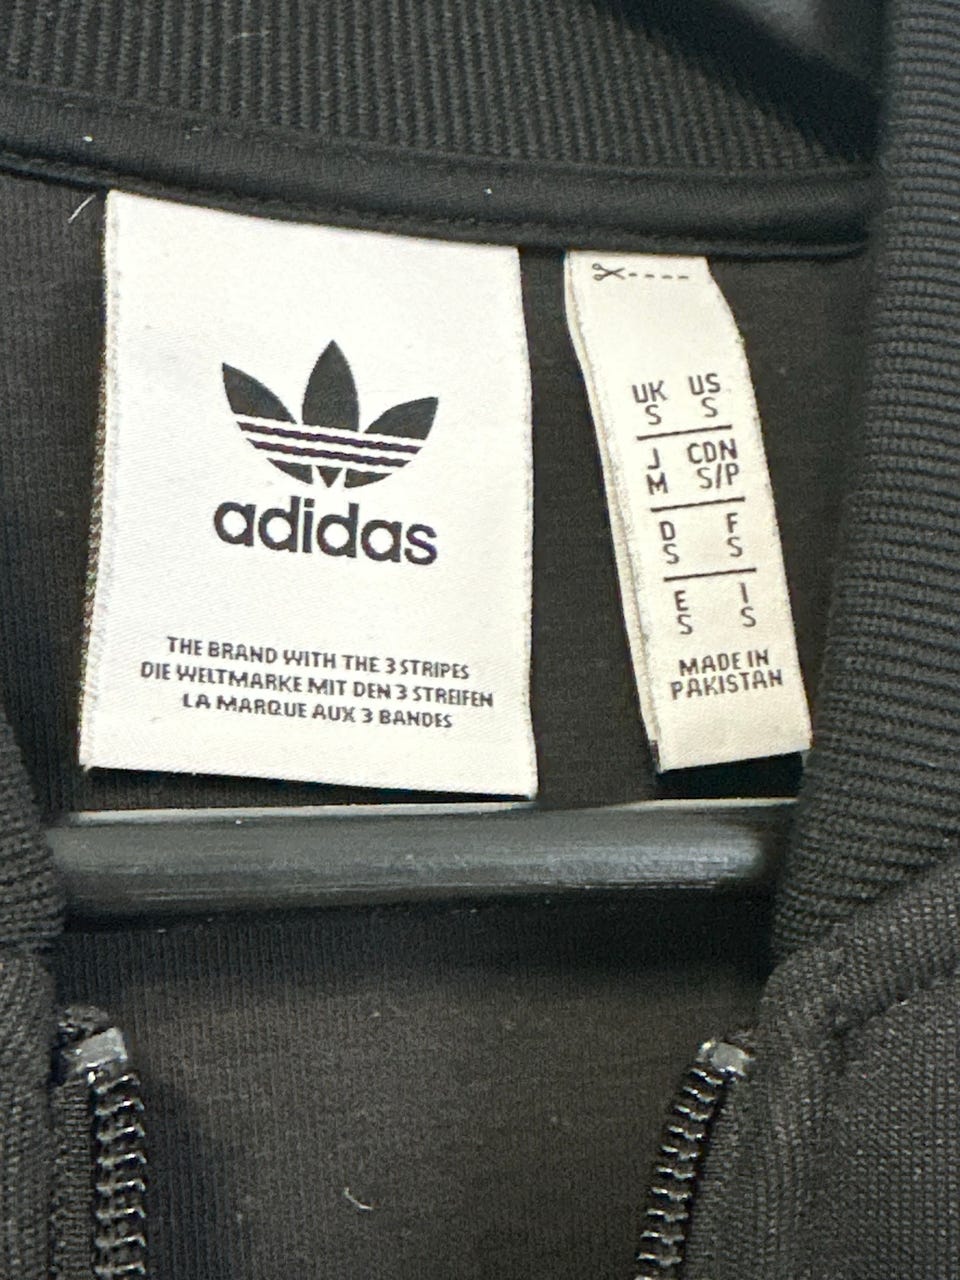 adidas
THE BRAND WITH THE 3 STRIPES
DIE WELTMARKE MIT DEN 3 STREIFEN
LA MARQUE AUX 3 BANDES
UK US
S S
J CDN
M S/P
D F
S S
E I
S S
MADE IN
PAKISTAN